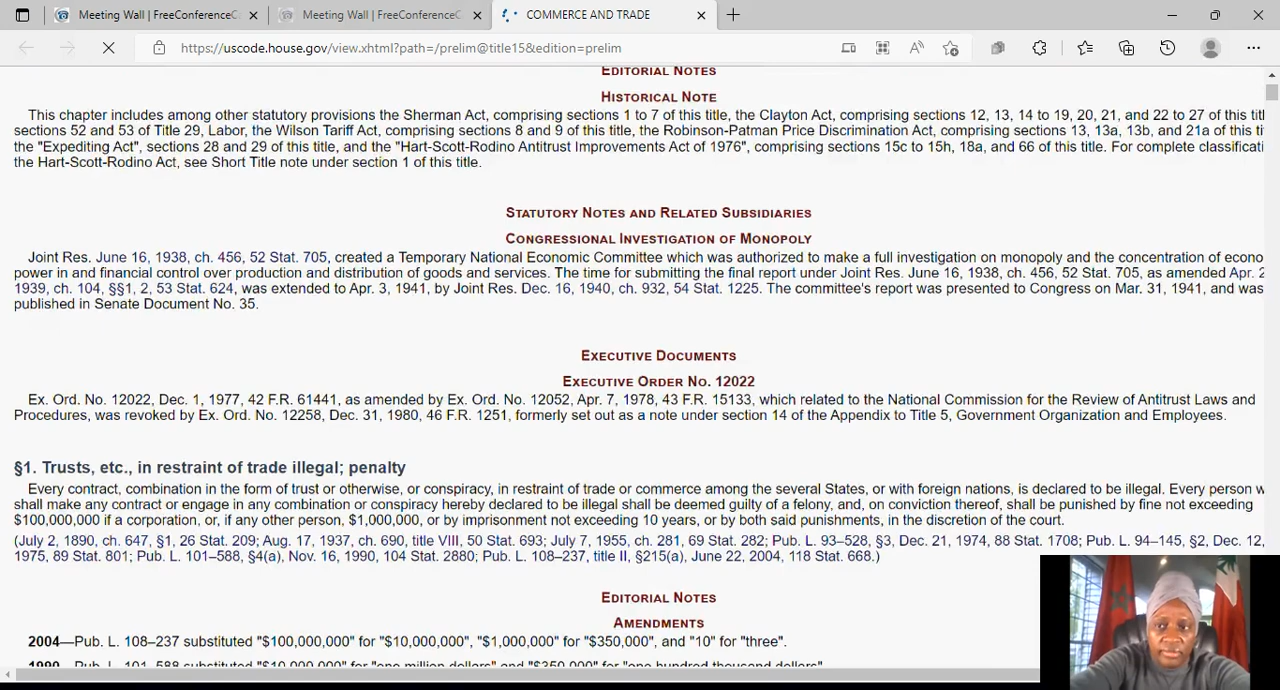 Meeting Wall | FreeConferenceC
Meeting Wall | FreeConferenceC
COMMERCE AND TRADE
https://uscode.house.gov/view.xhtml?path=/prelim@title15&edition=prelim
EDITORIAL NOTES
HISTORICAL NOTE
This chapter includes among other statutory provisions the Sherman Act, comprising sections 1 to 7 of this title, the Clayton Act, comprising sections 12, 13, 14 to 19, 20, 21, and 22 to 27 of this titl
sections 52 and 53 of Title 29, Labor, the Wilson Tariff Act, comprising sections 8 and 9 of this title, the Robinson-Patman Price Discrimination Act, comprising sections 13, 13a, 13b, and 21a of this ti
the "Expediting Act", sections 28 and 29 of this title, and the "Hart-Scott-Rodino Antitrust Improvements Act of 1976", comprising sections 15c to 15h, 18a, and 66 of this title. For complete classificati
the Hart-Scott-Rodino Act, see Short Title note under section 1 of this title.
STATUTORY NOTES AND RELATED SUBSIDIARIES
CONGRESSIONAL INVESTIGATION OF MONOPOLY
Joint Res. June 16, 1938, ch. 456, 52 Stat. 705, created a Temporary National Economic Committee which was authorized to make a full investigation on monopoly and the concentration of econo
power in and financial control over production and distribution of goods and services. The time for submitting the final report under Joint Res. June 16, 1938, ch. 456, 52 Stat. 705, as amended Apr. 2
1939, ch. 104, §§1, 2, 53 Stat. 624, was extended to Apr. 3, 1941, by Joint Res. Dec. 16, 1940, ch. 932, 54 Stat. 1225. The committee's report was presented to Congress on Mar. 31, 1941, and was
published in Senate Document No. 35.
EXECUTIVE DOCUMENTS
EXECUTIVE ORDER NO. 12022
Ex. Ord. No. 12022, Dec. 1, 1977, 42 F.R. 61441, as amended by Ex. Ord. No. 12052, Apr. 7, 1978, 43 F.R. 15133, which related to the National Commission for the Review of Antitrust Laws and
Procedures, was revoked by Ex. Ord. No. 12258, Dec. 31, 1980, 46 F.R. 1251, formerly set out as a note under section 14 of the Appendix to Title 5, Government Organization and Employees.
§1. Trusts, etc., in restraint of trade illegal; penalty
Every contract, combination in the form of trust or otherwise, or conspiracy, in restraint of trade or commerce among the several States, or with foreign nations, is declared to be illegal. Every person w
shall make any contract or engage in any combination or conspiracy hereby declared to be illegal shall be deemed guilty of a felony, and, on conviction thereof, shall be punished by fine not exceeding
$100,000,000 if a corporation, or, if any other person, $1,000,000, or by imprisonment not exceeding 10 years, or by both said punishments, in the discretion of the court.
(July 2, 1890, ch. 647, §1, 26 Stat. 209; Aug. 17, 1937, ch. 690, title VIII, 50 Stat. 693; July 7, 1955, ch. 281, 69 Stat. 282; Pub. L. 93–528, §3, Dec. 21, 1974, 88 Stat. 1708; Pub. L. 94–145, §2, Dec. 12,
1975, 89 Stat. 801; Pub. L. 101–588, §4(a), Nov. 16, 1990, 104 Stat. 2880; Pub. L. 108–237, title II, §215(a), June 22, 2004, 118 Stat. 668.)
EDITORIAL NOTES
AMENDMENTS
2004—Pub. L. 108–237 substituted "$100,000,000" for "$10,000,000", "$1,000,000" for "$350,000", and "10" for "three".
1990—Pub. L. 101–588 substituted "$10,000,000" for "one million dollars" and "$350,000" for "one hundred thousand dollars".